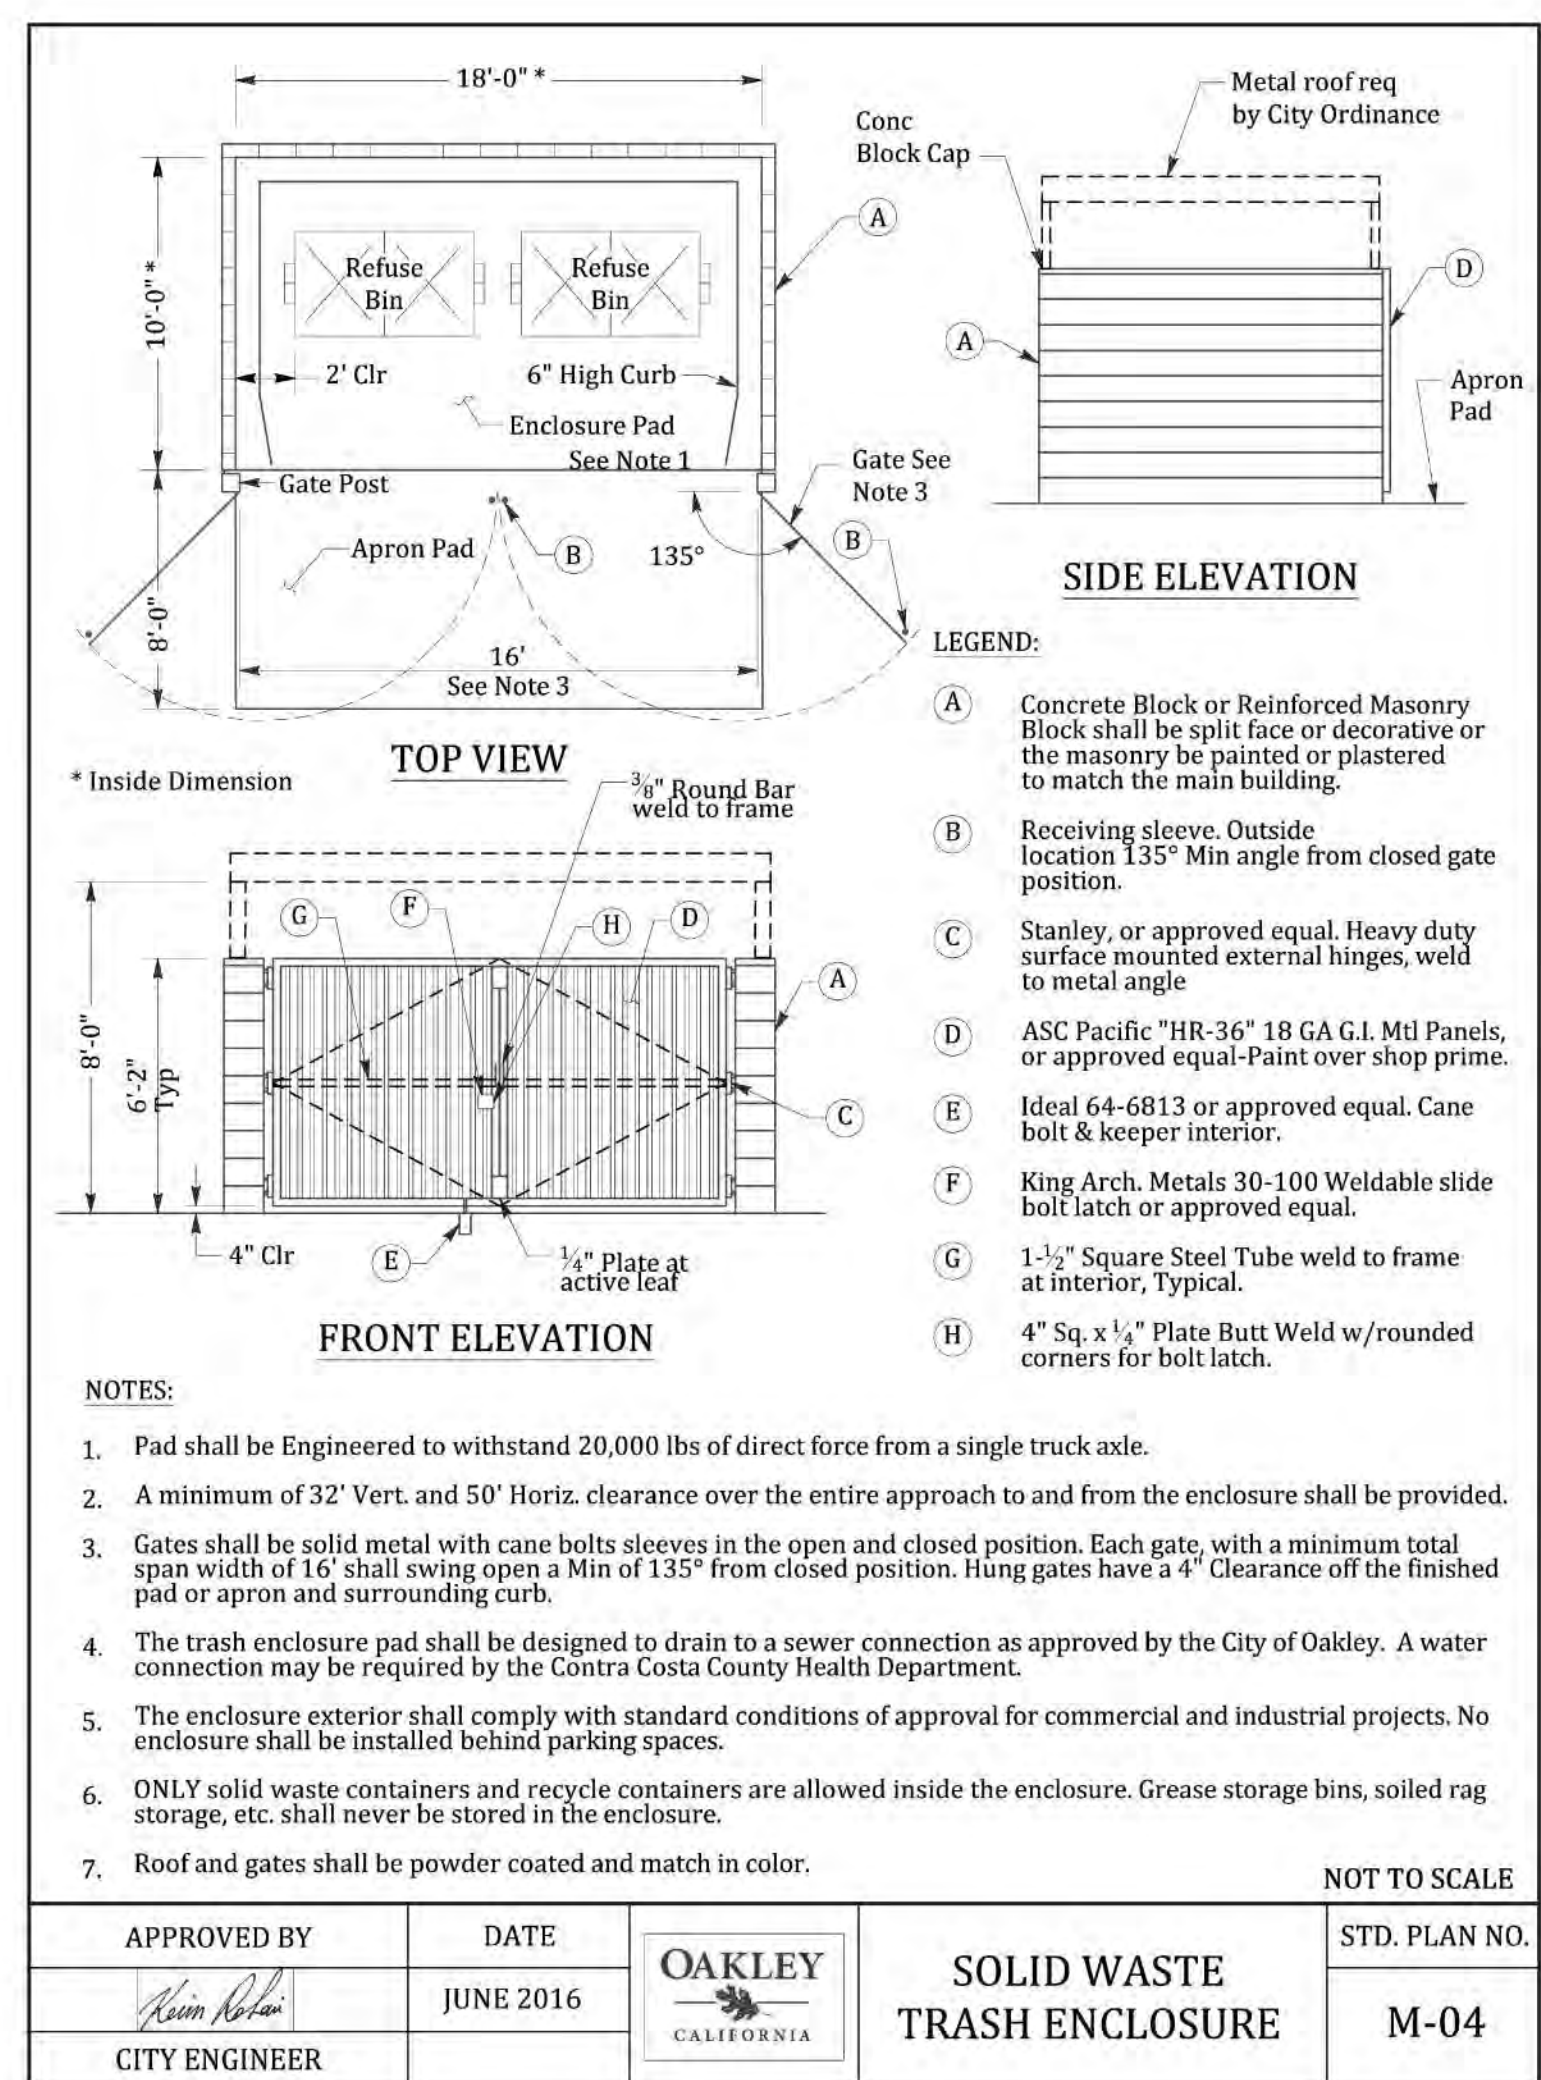 18'-0" *
10'-0" *
8'-0"
Refuse
Bin
Refuse
Bin
2' Clr
6" High Curb
Enclosure Pad
See Note 1
Gate Post
Apron Pad
B
135°
Gate See
Note 3
B
A
16'
See Note 3
TOP VIEW
* Inside Dimension
Conc
Block Cap
Metal roof req
by City Ordinance
D
A
Apron
Pad
SIDE ELEVATION
3/8" Round Bar
weld to frame
G
F
H
D
A
C
8'-0"
6'-2"
Typ
4" Clr
E
1/4" Plate at
active leaf
FRONT ELEVATION
LEGEND:
A Concrete Block or Reinforced Masonry
Block shall be split face or decorative or
the masonry be painted or plastered
to match the main building.
B Receiving sleeve. Outside
location 135° Min angle from closed gate
position.
C Stanley, or approved equal. Heavy duty
surface mounted external hinges, weld
to metal angle
D ASC Pacific "HR-36" 18 GA G.I. Mtl Panels,
or approved equal-Paint over shop prime.
E Ideal 64-6813 or approved equal. Cane
bolt & keeper interior.
F King Arch. Metals 30-100 Weldable slide
bolt latch or approved equal.
G 1-1/2" Square Steel Tube weld to frame
at interior, Typical.
H 4" Sq. x 1/4" Plate Butt Weld w/rounded
corners for bolt latch.
NOTES:
1. Pad shall be Engineered to withstand 20,000 lbs of direct force from a single truck axle.
2. A minimum of 32' Vert. and 50' Horiz. clearance over the entire approach to and from the enclosure shall be provided.
3. Gates shall be solid metal with cane bolts sleeves in the open and closed position. Each gate, with a minimum total
span width of 16' shall swing open a Min of 135° from closed position. Hung gates have a 4" Clearance off the finished
pad or apron and surrounding curb.
4. The trash enclosure pad shall be designed to drain to a sewer connection as approved by the City of Oakley. A water
connection may be required by the Contra Costa County Health Department.
5. The enclosure exterior shall comply with standard conditions of approval for commercial and industrial projects. No
enclosure shall be installed behind parking spaces.
6. ONLY solid waste containers and recycle containers are allowed inside the enclosure. Grease storage bins, soiled rag
storage, etc. shall never be stored in the enclosure.
7. Roof and gates shall be powder coated and match in color.
NOT TO SCALE
APPROVED BY
CITY ENGINEER
DATE
JUNE 2016
OAKLEY
CALIFORNIA
SOLID WASTE
TRASH ENCLOSURE
STD. PLAN NO.
M-04